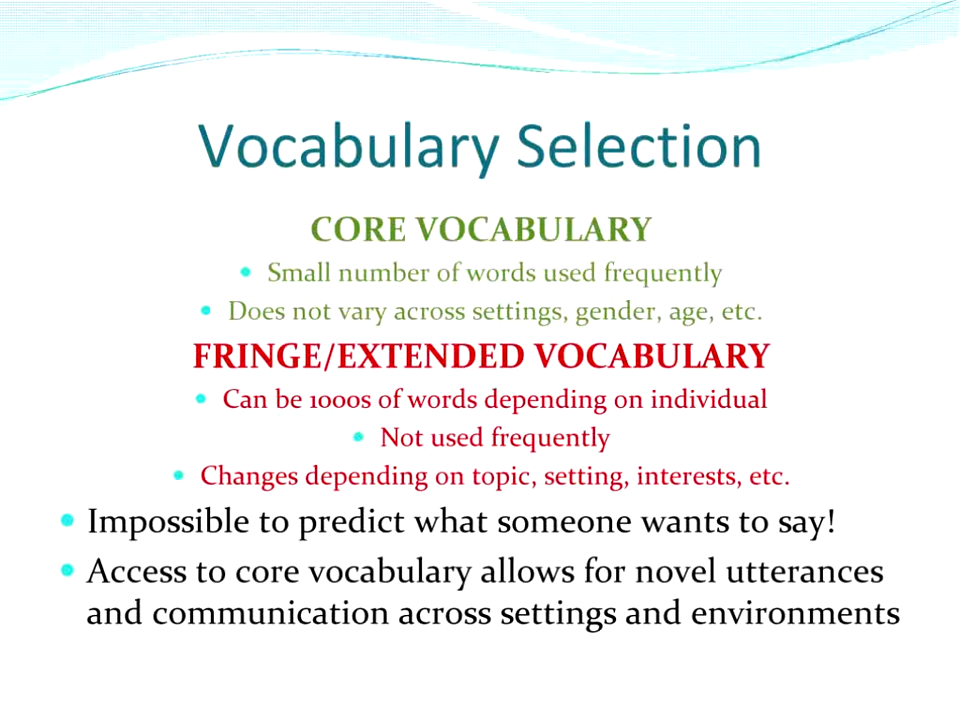 Vocabulary Selection
CORE VOCABULARY
• Small number of words used frequently
• Does not vary across settings, gender, age, etc.
FRINGE/EXTENDED VOCABULARY
• Can be 1000s of words depending on individual
• Not used frequently
• Changes depending on topic, setting, interests, etc.
• Impossible to predict what someone wants to say!
• Access to core vocabulary allows for novel utterances
and communication across settings and environments